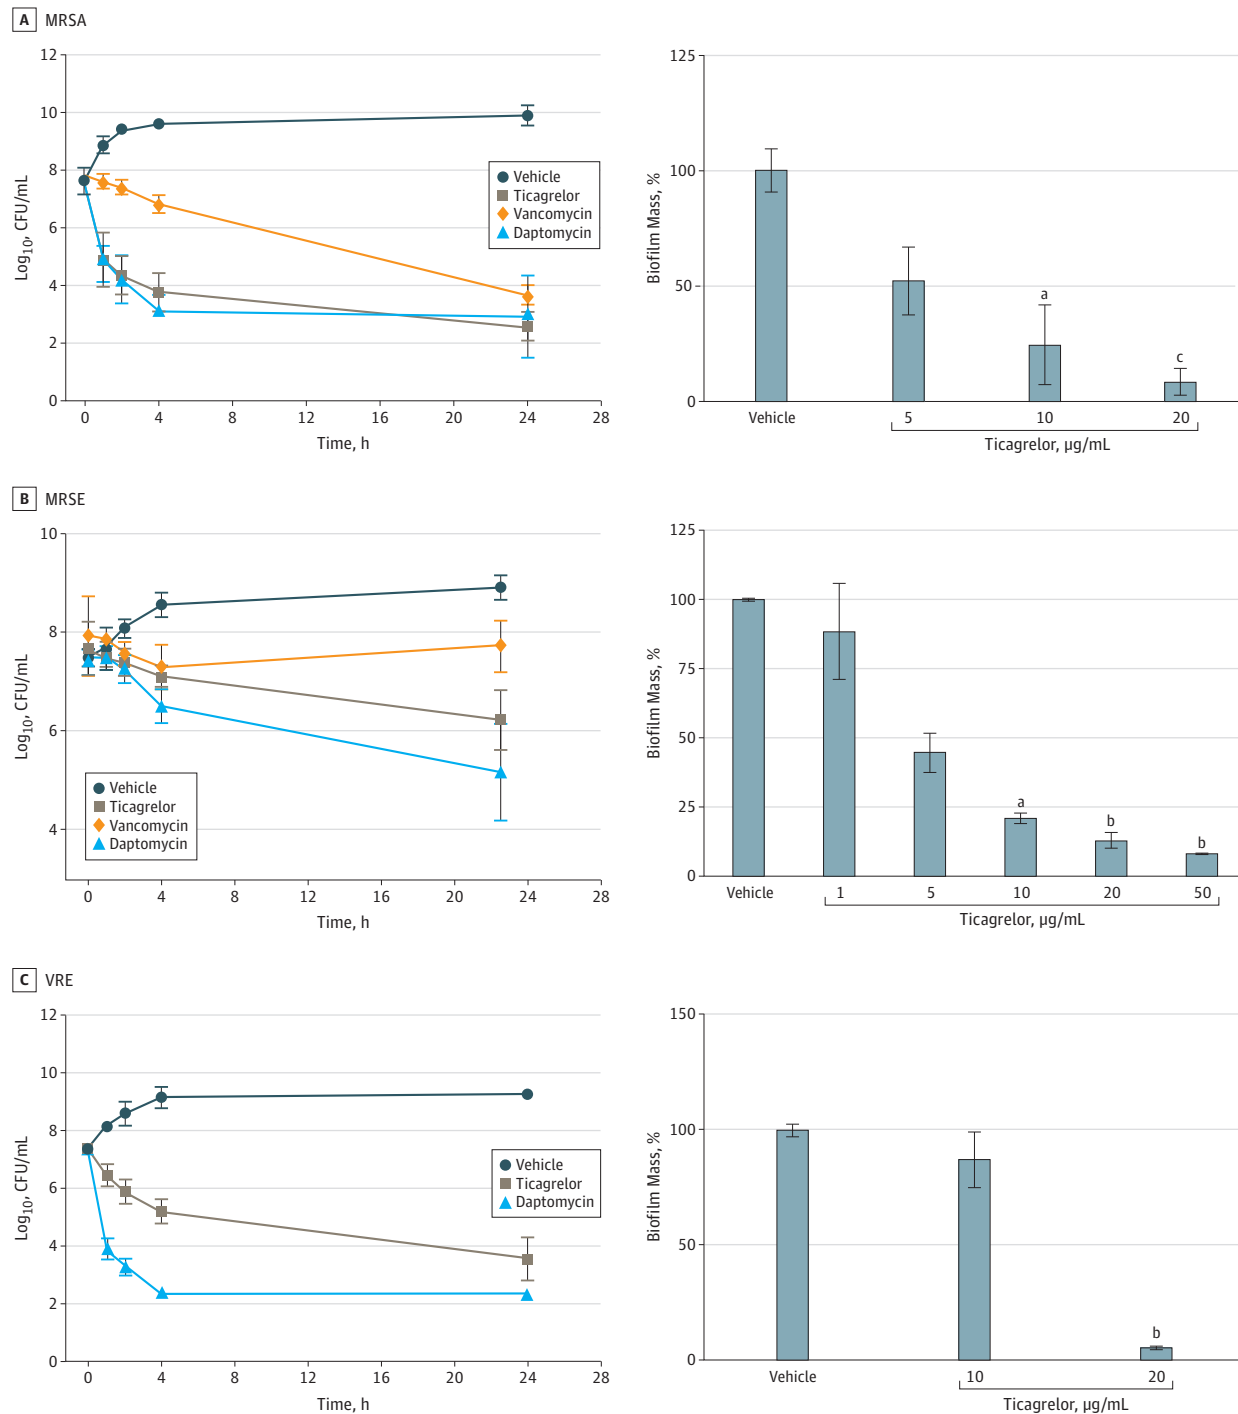 A MRSA
12
10
8
6
4
2
0
Log10, CFU/mL
0 4 8 12 16 20 24 28
Time, h
Vehicle
Ticagrelor
Vancomycin
Daptomycin
125
100
50
0
Biofilm Mass, %
a
c
Vehicle 5 10 20
Ticagrelor, µg/mL
B MRSE
10
8
6
4
Log10, CFU/mL
Vehicle
Ticagrelor
Vancomycin
Daptomycin
0 4 8 12 16 20 24 28
Time, h
125
100
75
50
25
0
Biofilm Mass, %
a
b
b
Vehicle 1 5 10 20 50
Ticagrelor, µg/mL
C VRE
12
10
8
6
4
2
0
Log10, CFU/mL
Vehicle
Ticagrelor
Daptomycin
0 4 8 12 16 20 24 28
Time, h
150
100
50
0
Biofilm Mass, %
b
Vehicle 10 20
Ticagrelor, µg/mL